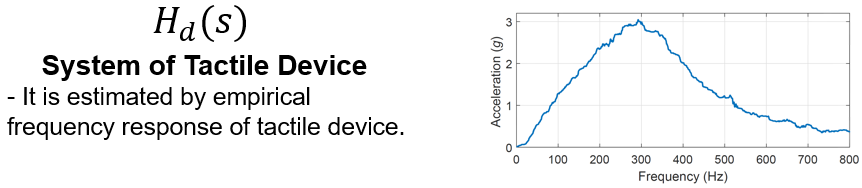 H_d(s)
System of Tactile Device
- It is estimated by empirical
frequency response of tactile device.
Acceleration (g)
3
2
1
0
0 100 200 300 400 500 600 700 800
Frequency (Hz)